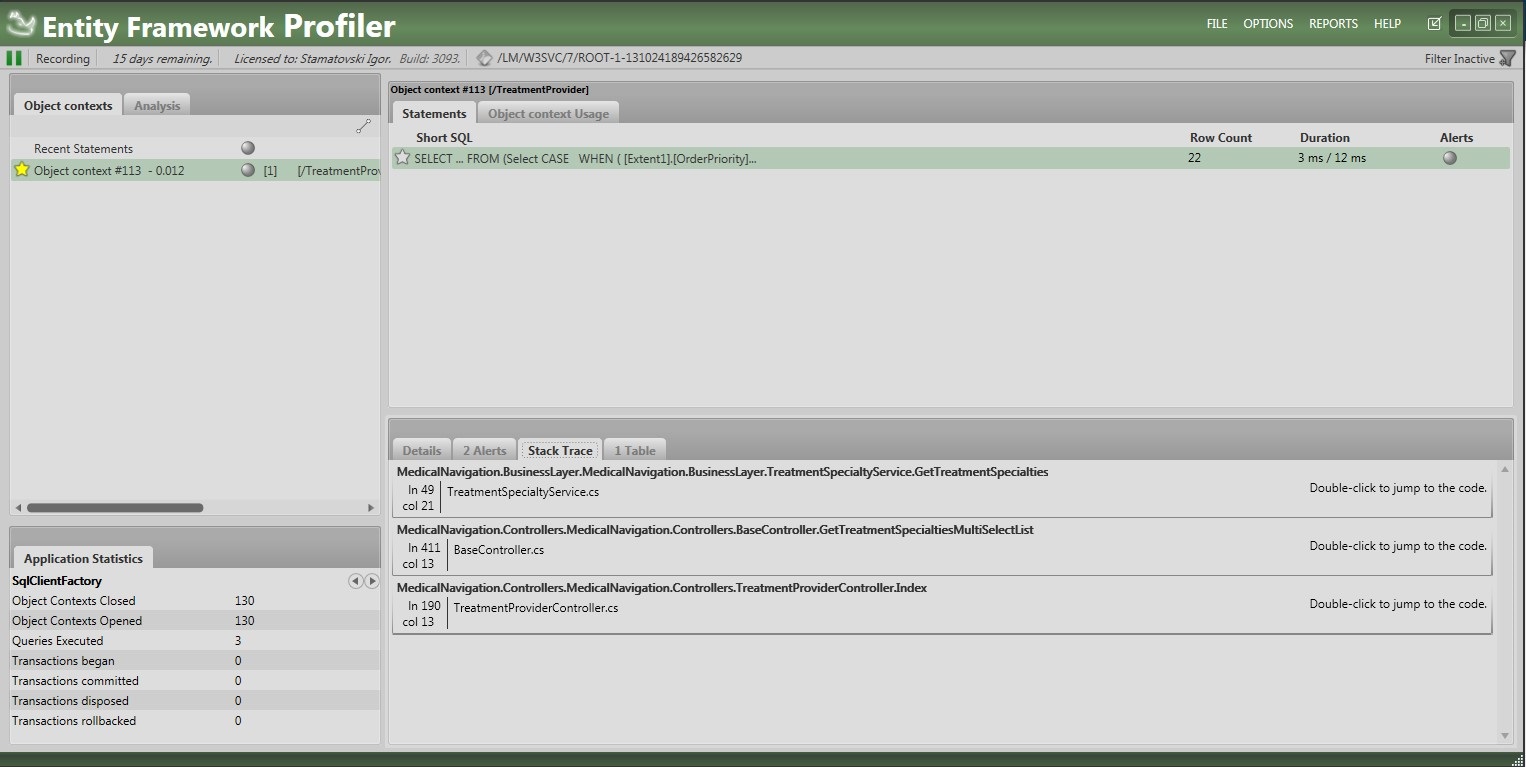 Entity Framework Profiler
FILE OPTIONS REPORTS HELP
Recording 15 days remaining. Licensed to: Stamatovski Igor. Build: 3093. /LM/W3SVC/7/ROOT-1-131024189426582629 Filter Inactive
Object contexts Analysis
Recent Statements
Object context #113 - 0.012 [1] [/TreatmentProv
Application Statistics
SqlClientFactory
Object Contexts Closed 130
Object Contexts Opened 130
Queries Executed 3
Transactions began 0
Transactions committed 0
Transactions disposed 0
Transactions rollbacked 0
Object context #113 [/TreatmentProvider]
Statements Object context Usage
Short SQL Row Count Duration Alerts
SELECT ... FROM (Select CASE WHEN ( [Extent1].[OrderPriority]... 22 3 ms / 12 ms
Details 2 Alerts Stack Trace 1 Table
MedicalNavigation.BusinessLayer.MedicalNavigation.BusinessLayer.TreatmentSpecialtyService.GetTreatmentSpecialties
ln 49 TreatmentSpecialtyService.cs Double-click to jump to the code.
col 21
MedicalNavigation.Controllers.MedicalNavigation.Controllers.BaseController.GetTreatmentSpecialtiesMultiSelectList
ln 411 BaseController.cs Double-click to jump to the code.
col 13
MedicalNavigation.Controllers.MedicalNavigation.Controllers.TreatmentProviderController.Index
ln 190 TreatmentProviderController.cs Double-click to jump to the code.
col 13